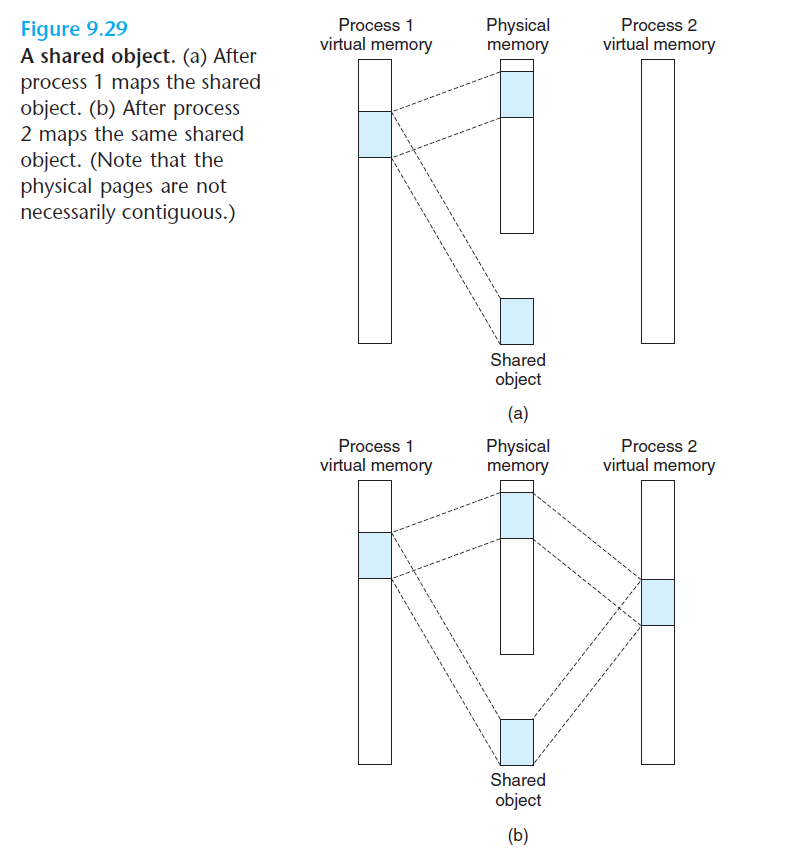 Figure 9.29
A shared object. (a) After
process 1 maps the shared
object. (b) After process
2 maps the same shared
object. (Note that the
physical pages are not
necessarily contiguous.)
Process 1
virtual memory
Physical
memory
Process 2
virtual memory
Shared
object
(a)
Process 1
virtual memory
Physical
memory
Process 2
virtual memory
Shared
object
(b)